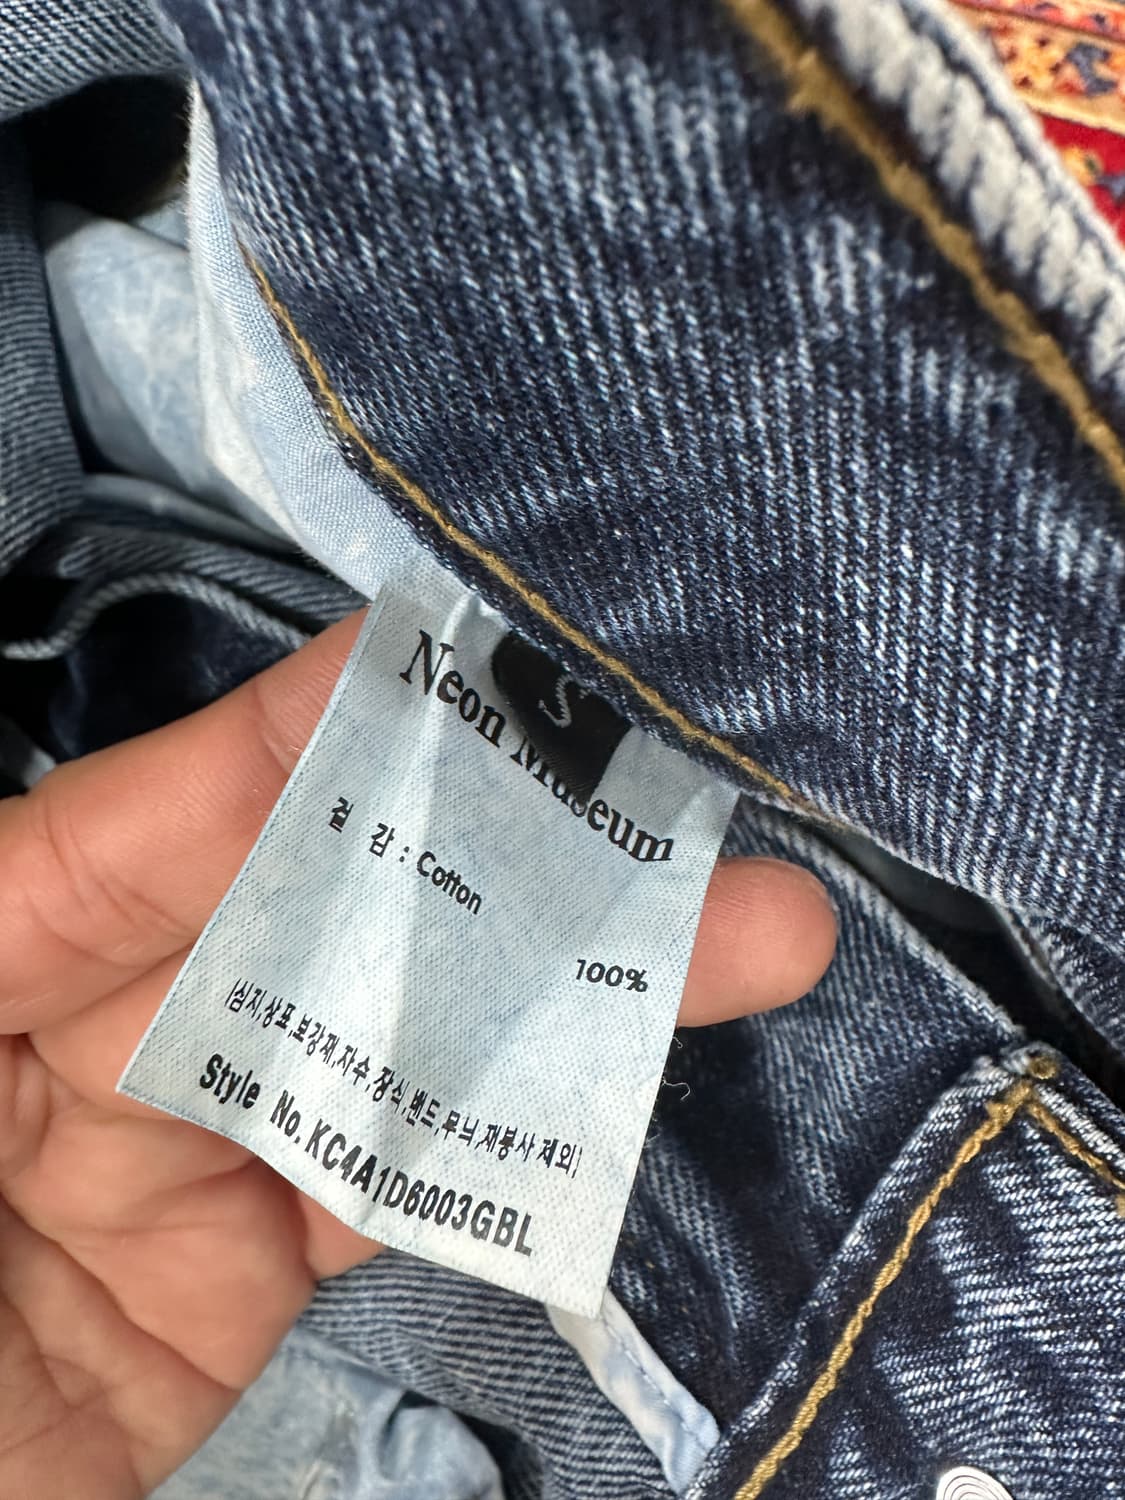 S
Neon Museum
겉 감 : Cotton
100%
(심지,상표,보강재,자수,장식,밴드,무늬,재봉사 제외)
Style No.KC4A1D6003GBL